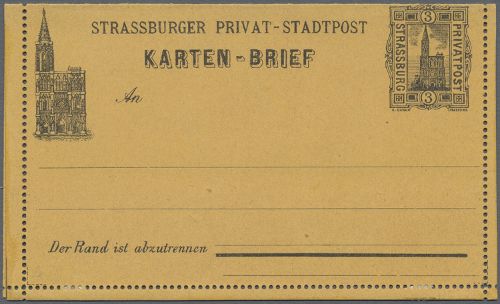 STRASSBURGER PRIVAT-STADTPOST
KARTEN-BRIEF
An
3
STRASSBURG
PRIVATPOST
3
Der Rand ist abzutrennen